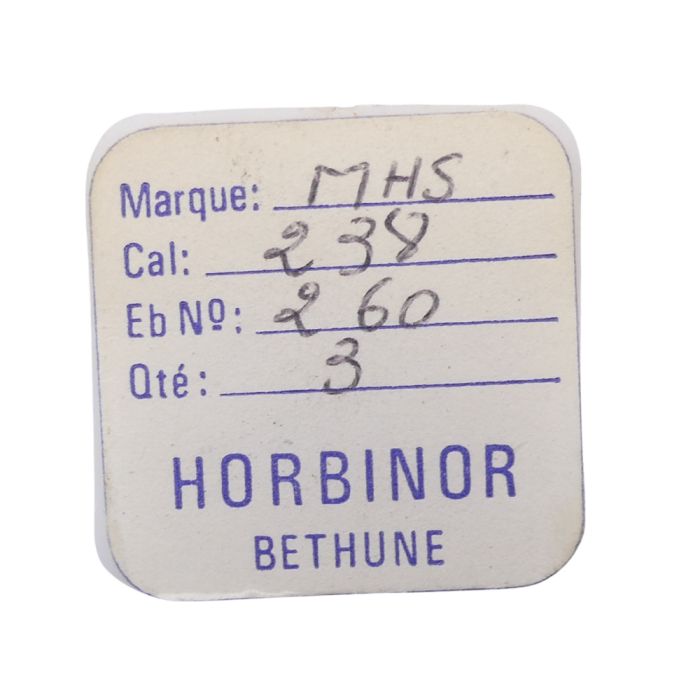 Marque: MHS
Cal: 238
Eb Nº: 260
Qté: 3
HORBINOR
BETHUNE